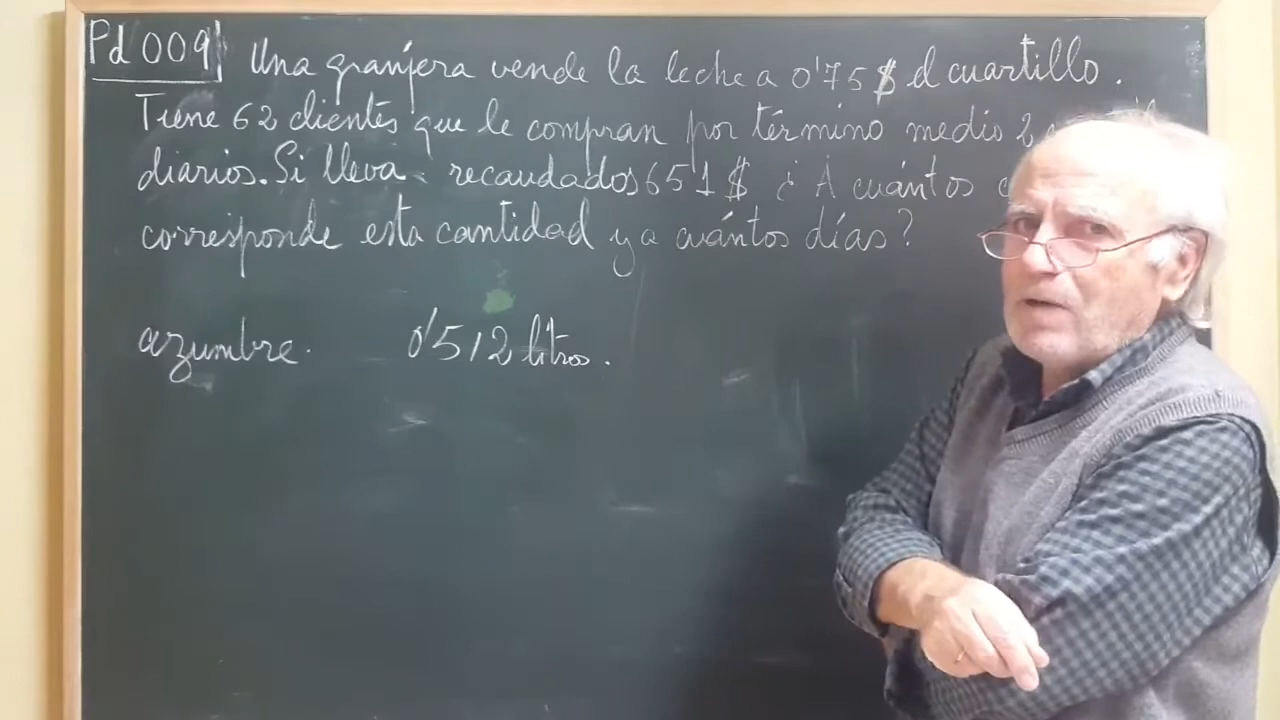 Pd 009 Una granjera vende la leche a 0'75 $ el cuartillo.
Tiene 62 clientes que le compran por término medio 2
diarios. Si lleva recaudados 651 $ ¿A cuántos
corresponde esta cantidad y a cuántos días?
azumbre. 0'512 litros.